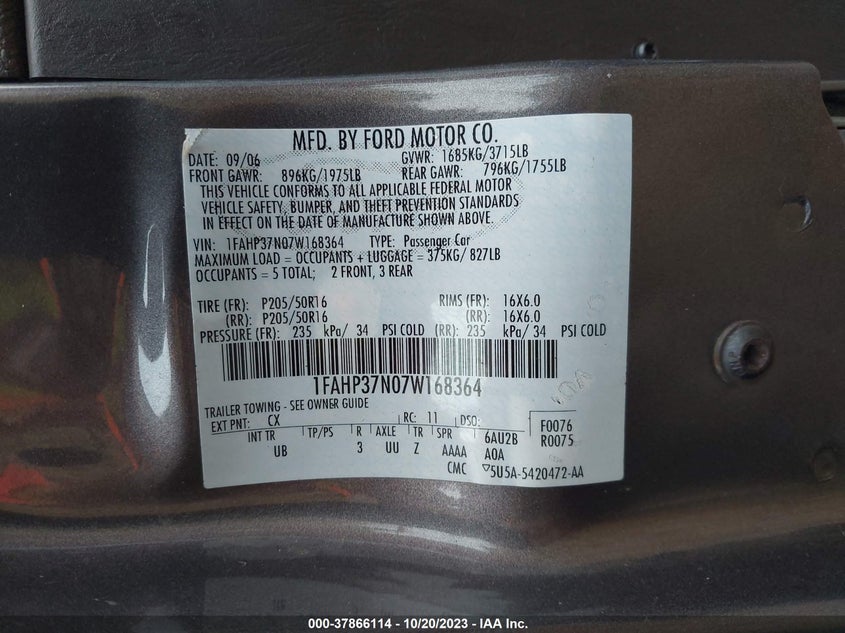 MFD. BY FORD MOTOR CO.
DATE: 09/06 GVWR: 1685KG/3715LB
FRONT GAWR: 896KG/1975LB REAR GAWR: 796KG/1755LB
THIS VEHICLE CONFORMS TO ALL APPLICABLE FEDERAL MOTOR
VEHICLE SAFETY, BUMPER, AND THEFT PREVENTION STANDARDS
IN EFFECT ON THE DATE OF MANUFACTURE SHOWN ABOVE.
VIN: 1FAHP37N07W168364 TYPE: Passenger Car
MAXIMUM LOAD = OCCUPANTS + LUGGAGE = 375KG/ 827LB
OCCUPANTS = 5 TOTAL; 2 FRONT, 3 REAR
TIRE (FR): P205/50R16 RIMS (FR): 16X6.0
(RR): P205/50R16 (RR): 16X6.0
PRESSURE (FR): 235 kPa/ 34 PSI COLD (RR): 235 kPa/ 34 PSI COLD
1FAHP37N07W168364
TRAILER TOWING - SEE OWNER GUIDE
EXT PNT: CX RC: 11 DSO: F0076
INT TR TP/PS R AXLE TR SPR 6AU2B R0075
UB 3 UU Z AAAA A0A
CMC ▽5U5A-5420472-AA
000-37866114 - 10/20/2023 - IAA Inc.